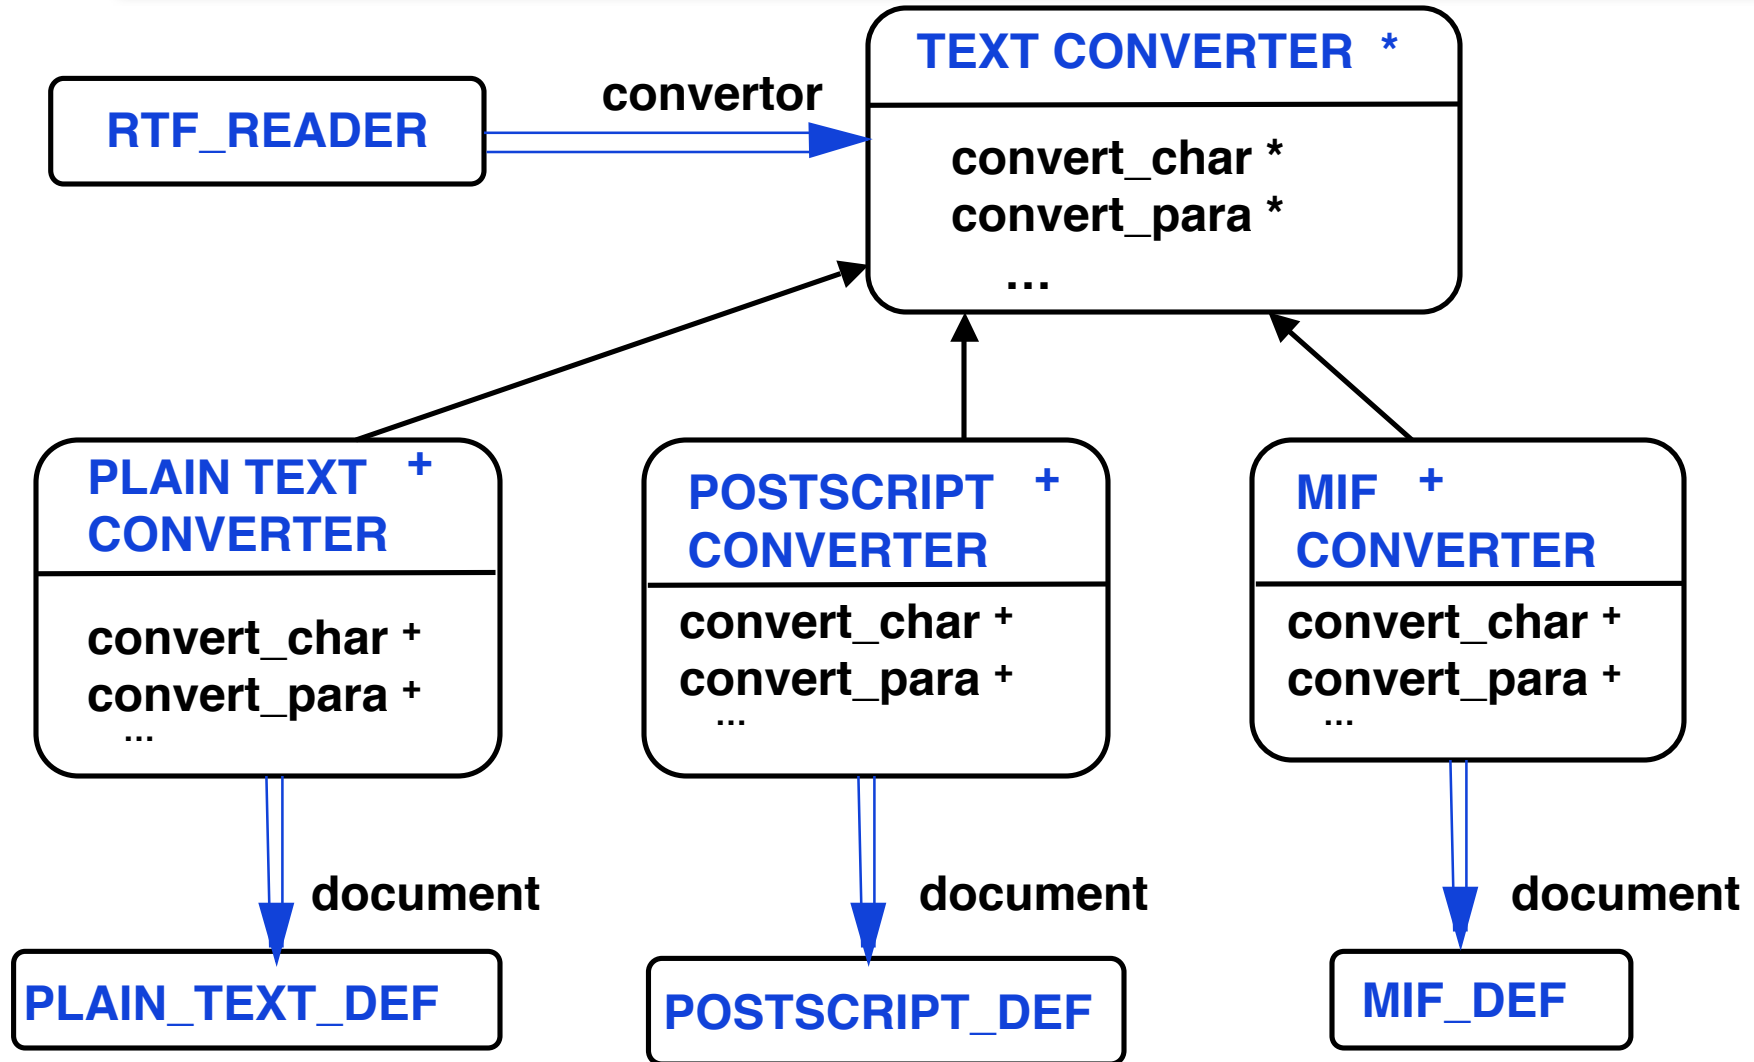 TEXT CONVERTER *
RTF_READER
convertor
convert_char *
convert_para *
...
PLAIN TEXT +
CONVERTER
convert_char +
convert_para +
...
POSTSCRIPT +
CONVERTER
convert_char +
convert_para +
...
MIF +
CONVERTER
convert_char +
convert_para +
...
document
document
document
PLAIN_TEXT_DEF
POSTSCRIPT_DEF
MIF_DEF